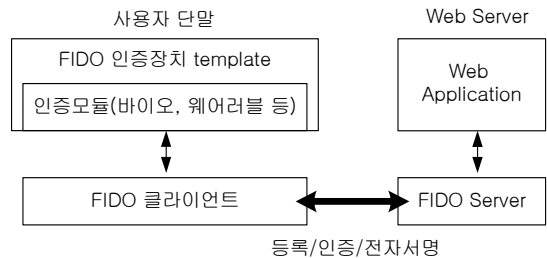 사용자 단말
Web Server
FIDO 인증장치 template
인증모듈(바이오, 웨어러블 등)
Web
Application
FIDO 클라이언트
FIDO Server
등록/인증/전자서명